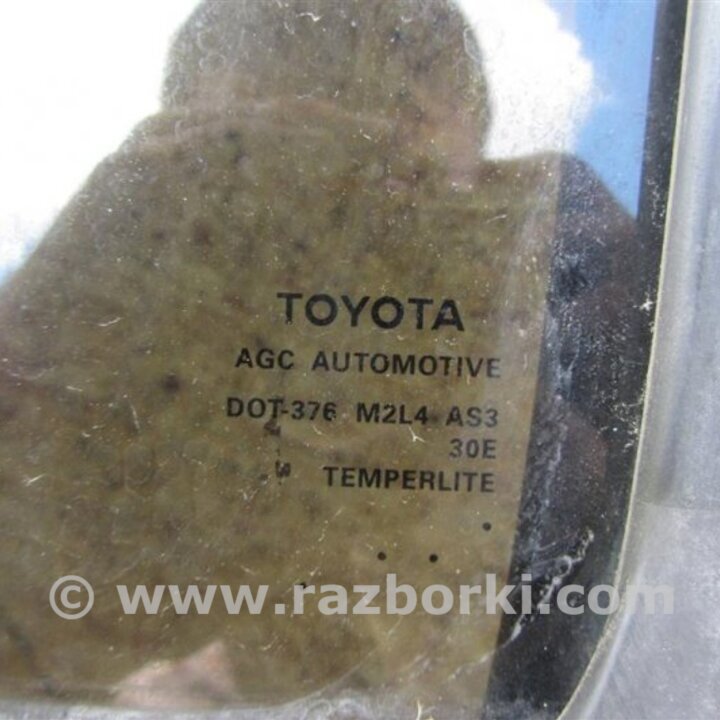 TOYOTA
AGC AUTOMOTIVE
DOT-376 M2L4 AS3
30E
TEMPERLITE
© www.razborki.com